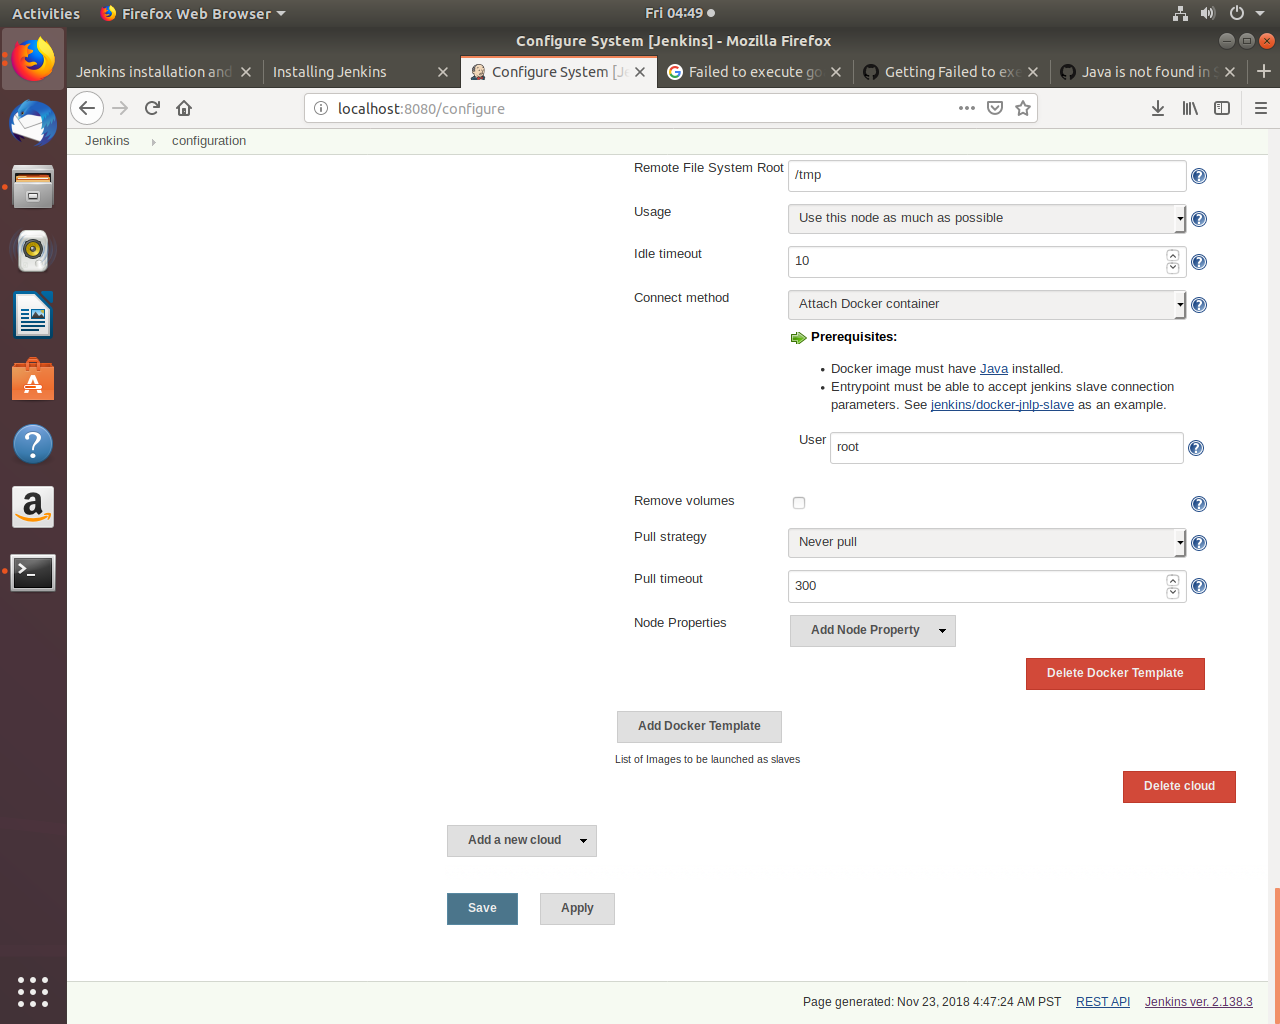 Activities
Firefox Web Browser
Fri 04:49
Configure System [Jenkins] - Mozilla Firefox
Jenkins installation and
Installing Jenkins
Configure System [Je
Failed to execute go
Getting Failed to exe
Java is not found in S
localhost:8080/configure
Jenkins
configuration
Remote File System Root
/tmp
Usage
Use this node as much as possible
Idle timeout
10
Connect method
Attach Docker container
Prerequisites:
Docker image must have Java installed.
Entrypoint must be able to accept jenkins slave connection
parameters. See jenkins/docker-jnlp-slave as an example.
User
root
Remove volumes
Pull strategy
Never pull
Pull timeout
300
Node Properties
Add Node Property
Delete Docker Template
Add Docker Template
List of Images to be launched as slaves
Delete cloud
Add a new cloud
Save
Apply
Page generated: Nov 23, 2018 4:47:24 AM PST
REST API
Jenkins ver. 2.138.3